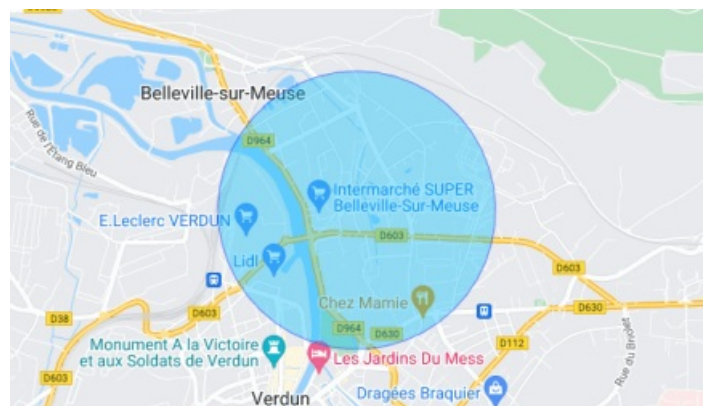 Belleville-sur-Meuse
Rue de l'Étang Bleu
D964
Intermarché SUPER
Belleville-Sur-Meuse
E.Leclerc VERDUN
D603
Lidl
D603
Chez Mamie
D38
D603
D630
D964
D630
D112
Monument A la Victoire
et aux Soldats de Verdun
Les Jardins Du Mess
Rue du Briolet
D603
Dragées Braquier
Verdun